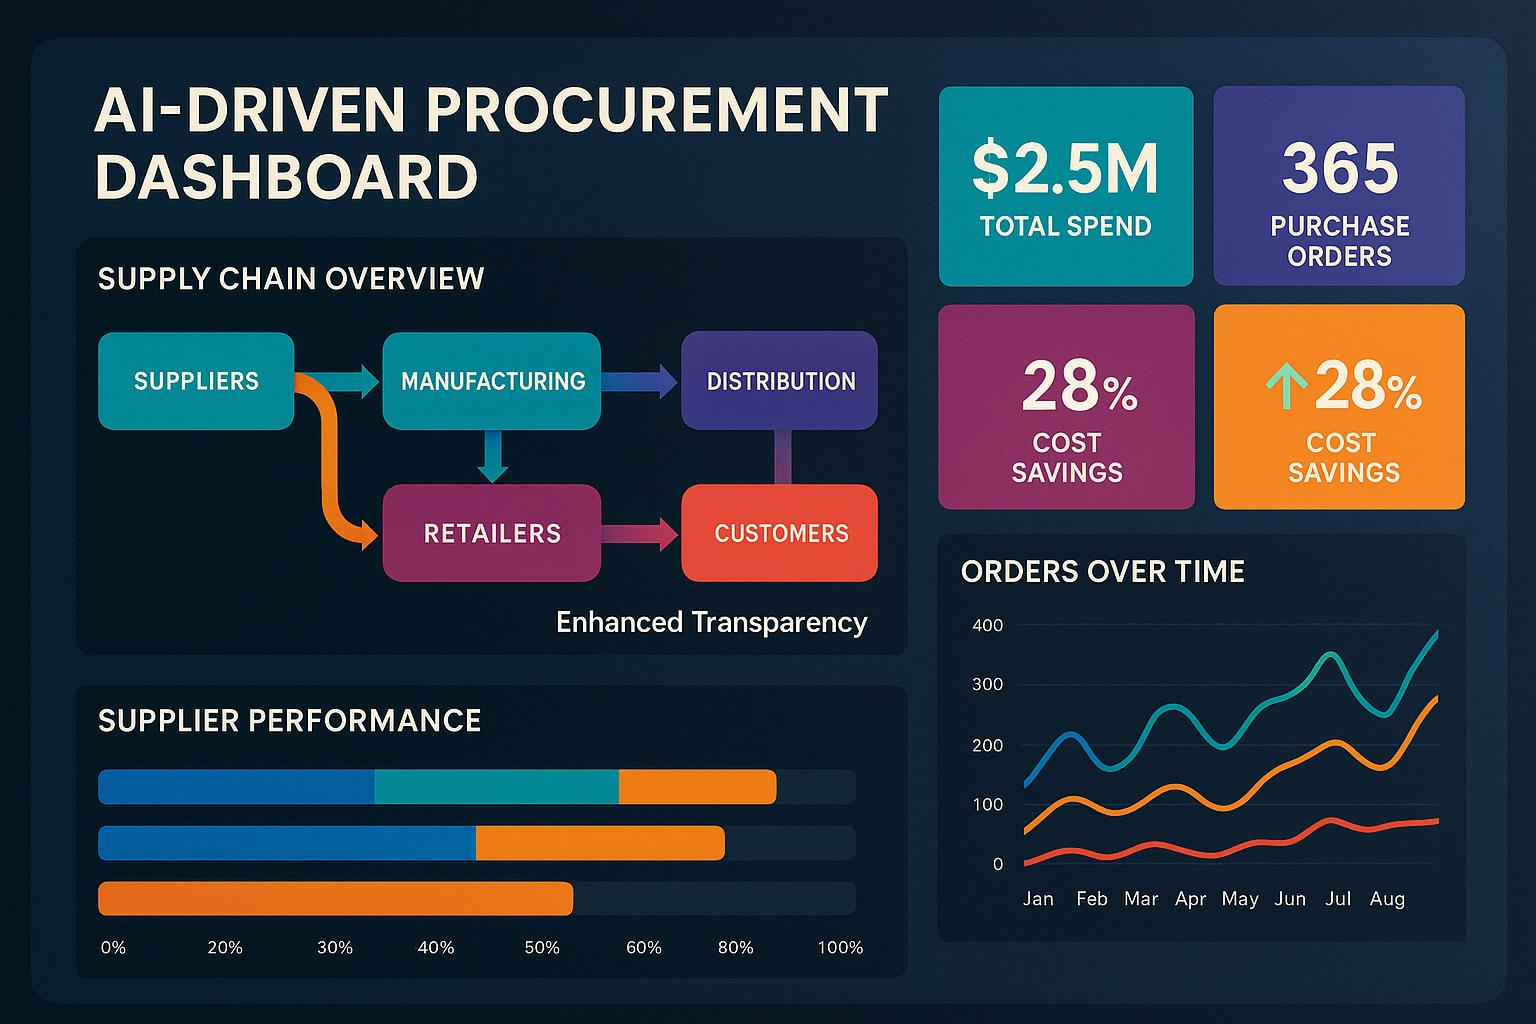 AI-DRIVEN PROCUREMENT
DASHBOARD
SUPPLY CHAIN OVERVIEW
SUPPLIERS
MANUFACTURING
DISTRIBUTION
RETAILERS
CUSTOMERS
Enhanced Transparency
SUPPLIER PERFORMANCE
0% 20% 30% 40% 50% 60% 80% 100%
$2.5M
TOTAL SPEND
365
PURCHASE
ORDERS
28%
COST
SAVINGS
↑28%
COST
SAVINGS
ORDERS OVER TIME
400
300
200
100
0
Jan Feb Mar Apr May Jun Jul Aug